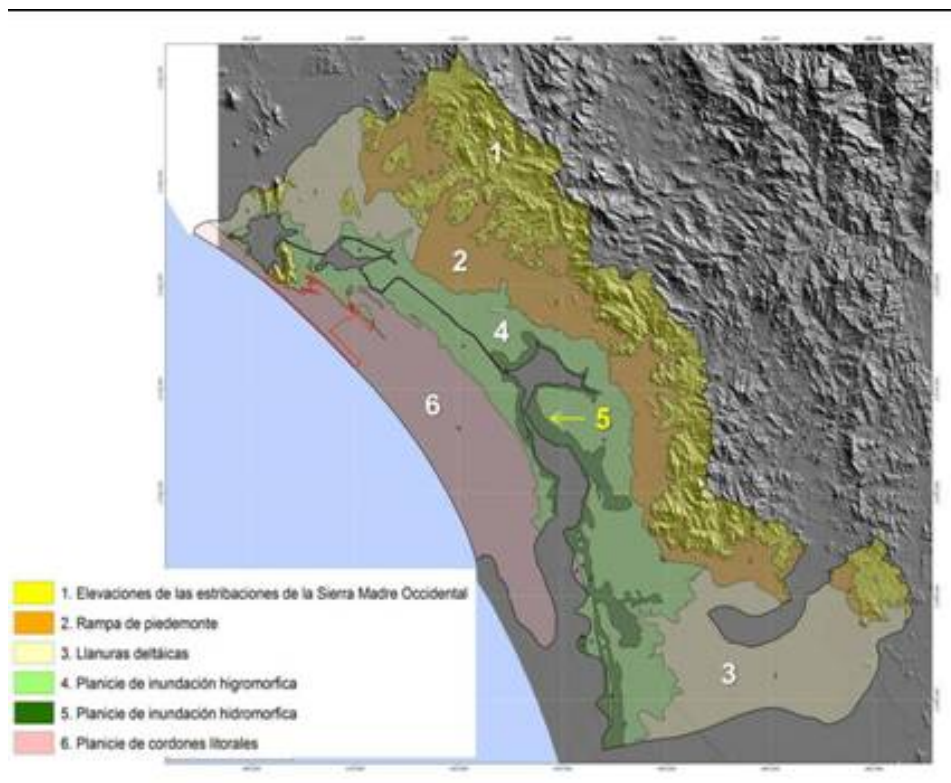 1
2
4
6
5
3
1. Elevaciones de las estribaciones de la Sierra Madre Occidental
2. Rampa de piedemonte
3. Llanuras deltáicas
4. Planicie de inundación higromorfica
5. Planicie de inundación hidromorfica
6. Planicie de cordones litorales